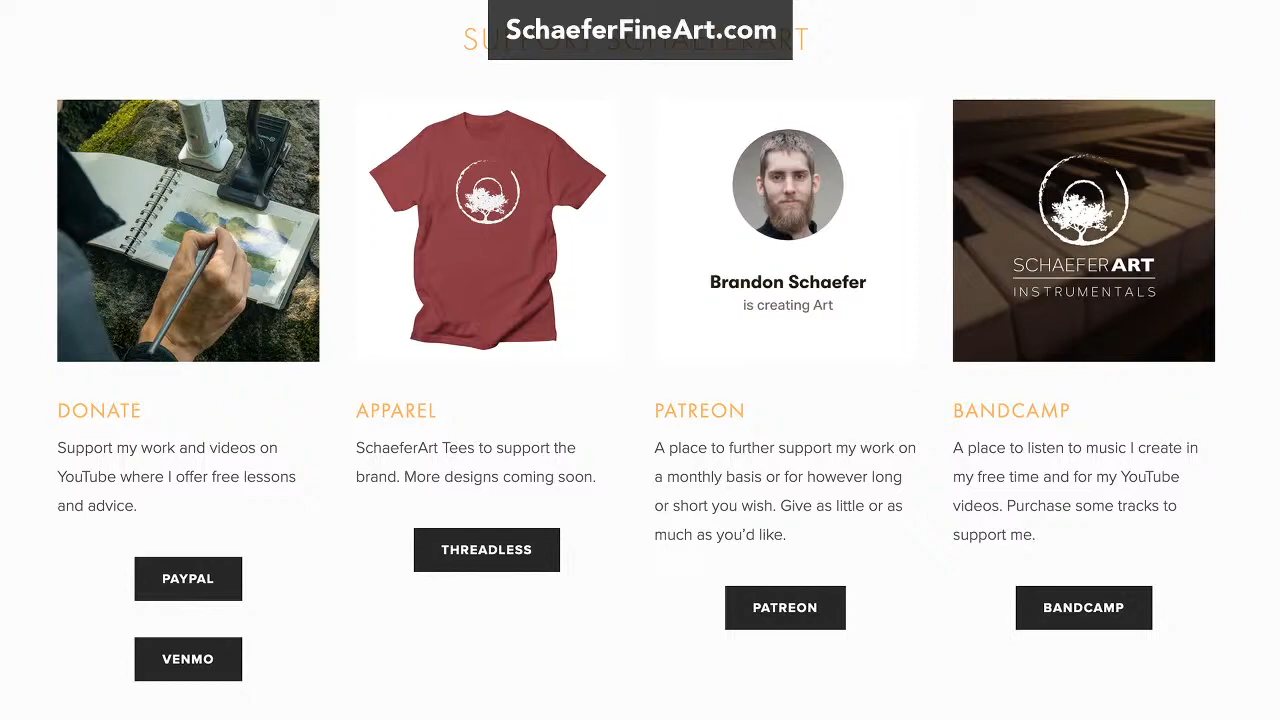 SchaeferFineArt.com
SUPPORT SCHAEFERART
Brandon Schaefer
is creating Art
SCHAEFERART
INSTRUMENTALS
DONATE
Support my work and videos on
YouTube where I offer free lessons
and advice.
PAYPAL
VENMO
APPAREL
SchaeferArt Tees to support the
brand. More designs coming soon.
THREADLESS
PATREON
A place to further support my work on
a monthly basis or for however long
or short you wish. Give as little or as
much as you'd like.
PATREON
BANDCAMP
A place to listen to music I create in
my free time and for my YouTube
videos. Purchase some tracks to
support me.
BANDCAMP